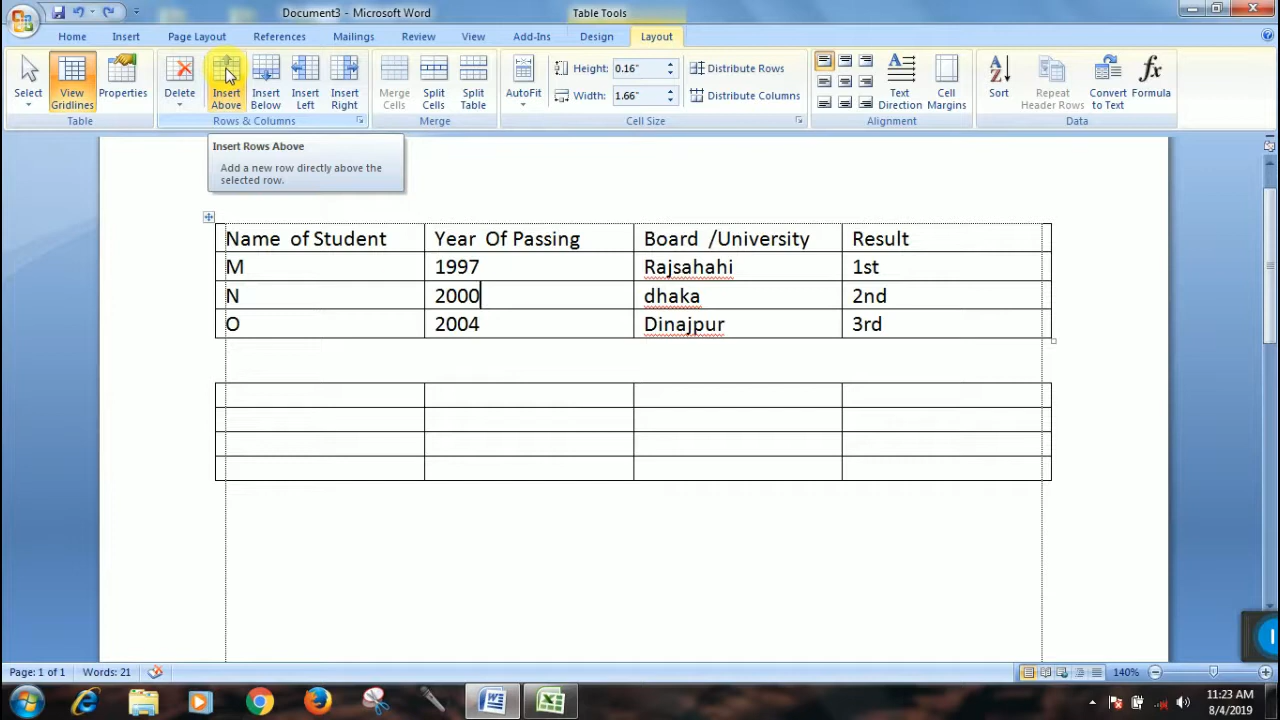 Document3 - Microsoft Word
Table Tools
Home Insert Page Layout References Mailings Review View Add-Ins Design Layout
Select
View Gridlines
Properties
Delete
Insert Above
Insert Below
Insert Left
Insert Right
Merge Cells
Split Cells
Split Table
AutoFit
Height: 0.16"
Width: 1.66"
Distribute Rows
Distribute Columns
Text Direction
Cell Margins
Sort
Repeat Header Rows
Convert to Text
Formula
Table Rows & Columns Merge Cell Size Alignment Data
Insert Rows Above
Add a new row directly above the
selected row.
Name of Student Year Of Passing Board /University Result
M 1997 Rajsahahi 1st
N 2000 dhaka 2nd
O 2004 Dinajpur 3rd
Page: 1 of 1 Words: 21 140%
11:23 AM
8/4/2019